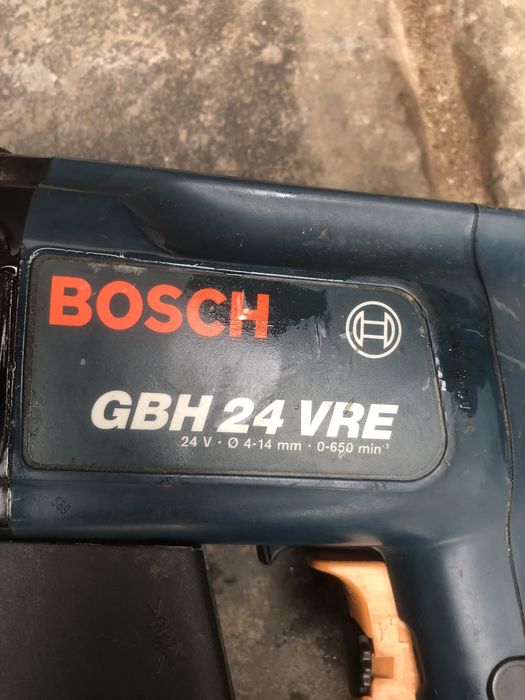 BOSCH
GBH 24 VRE
24 V · Ø 4-14 mm · 0-650 min⁻¹